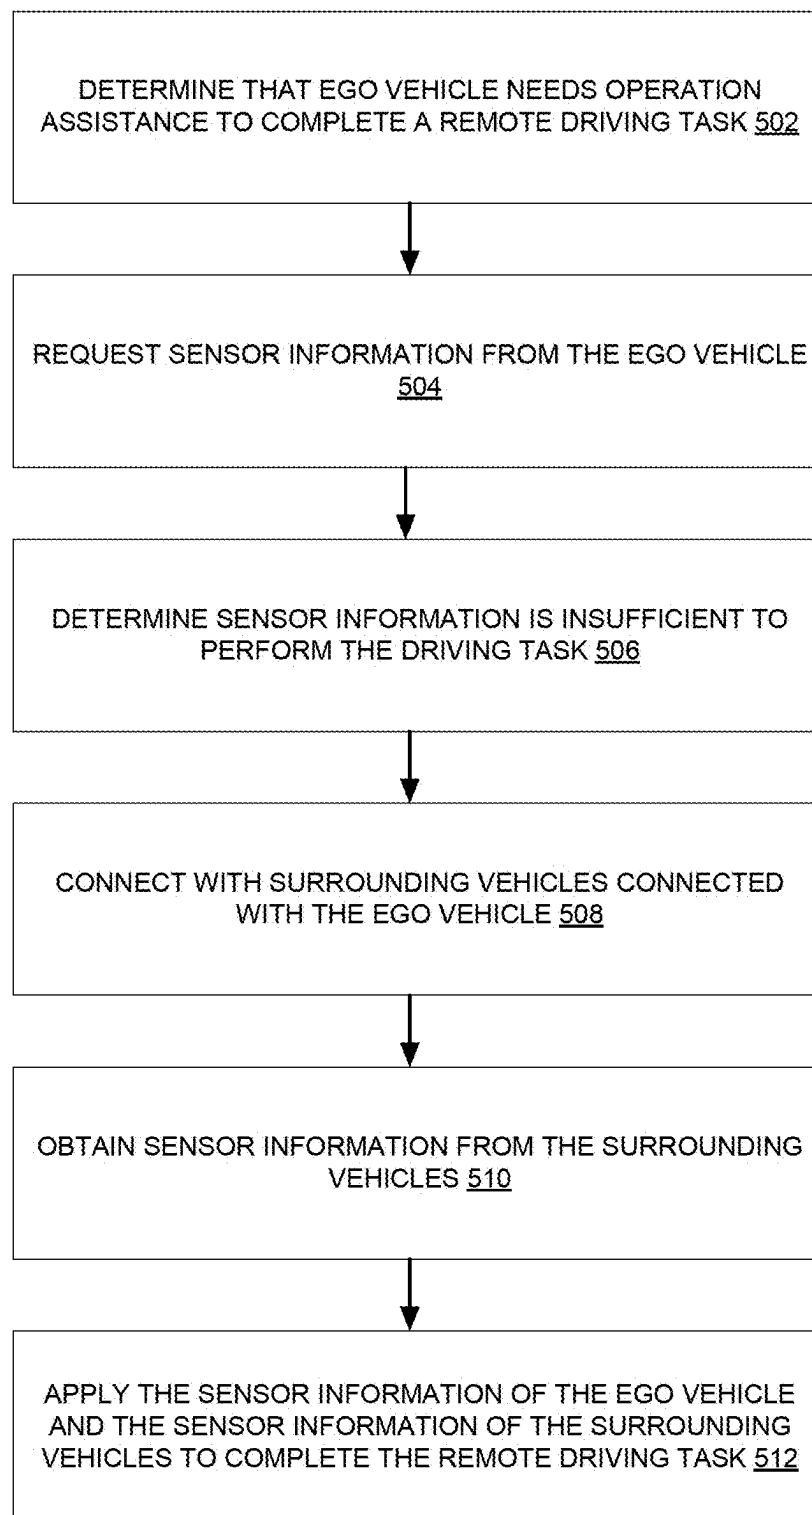 DETERMINE THAT EGO VEHICLE NEEDS OPERATION
ASSISTANCE TO COMPLETE A REMOTE DRIVING TASK 502
REQUEST SENSOR INFORMATION FROM THE EGO VEHICLE
504
DETERMINE SENSOR INFORMATION IS INSUFFICIENT TO
PERFORM THE DRIVING TASK 506
CONNECT WITH SURROUNDING VEHICLES CONNECTED
WITH THE EGO VEHICLE 508
OBTAIN SENSOR INFORMATION FROM THE SURROUNDING
VEHICLES 510
APPLY THE SENSOR INFORMATION OF THE EGO VEHICLE
AND THE SENSOR INFORMATION OF THE SURROUNDING
VEHICLES TO COMPLETE THE REMOTE DRIVING TASK 512